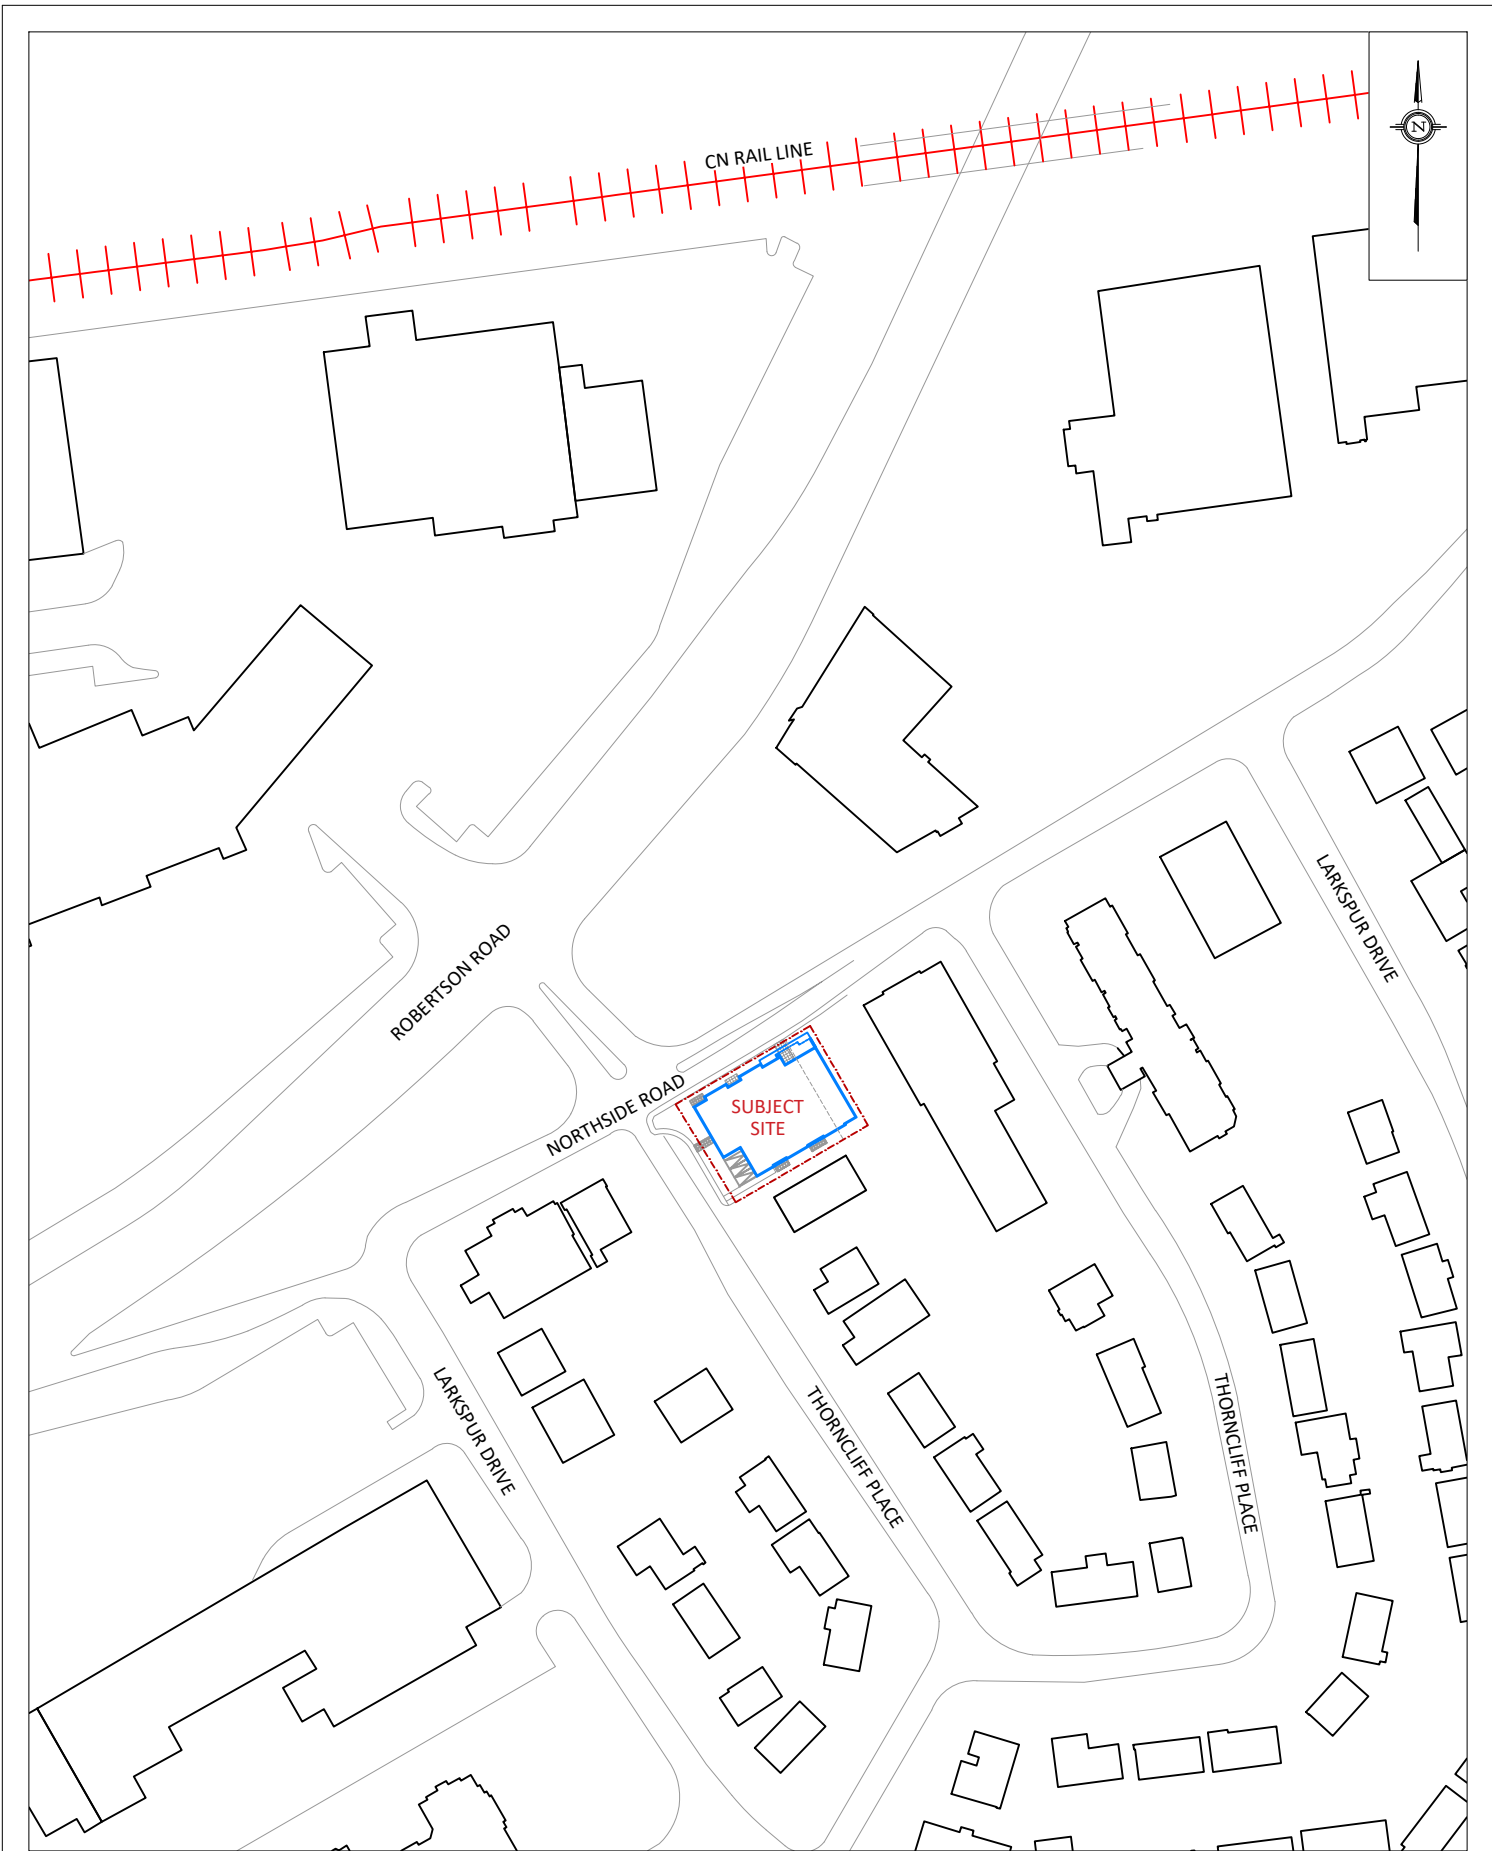 CN RAIL LINE
N
LARKSPUR DRIVE
ROBERTSON ROAD
NORTHSIDE ROAD
SUBJECT
SITE
LARKSPUR DRIVE
THORNCLIFF PLACE
THORNCLIFF PLACE